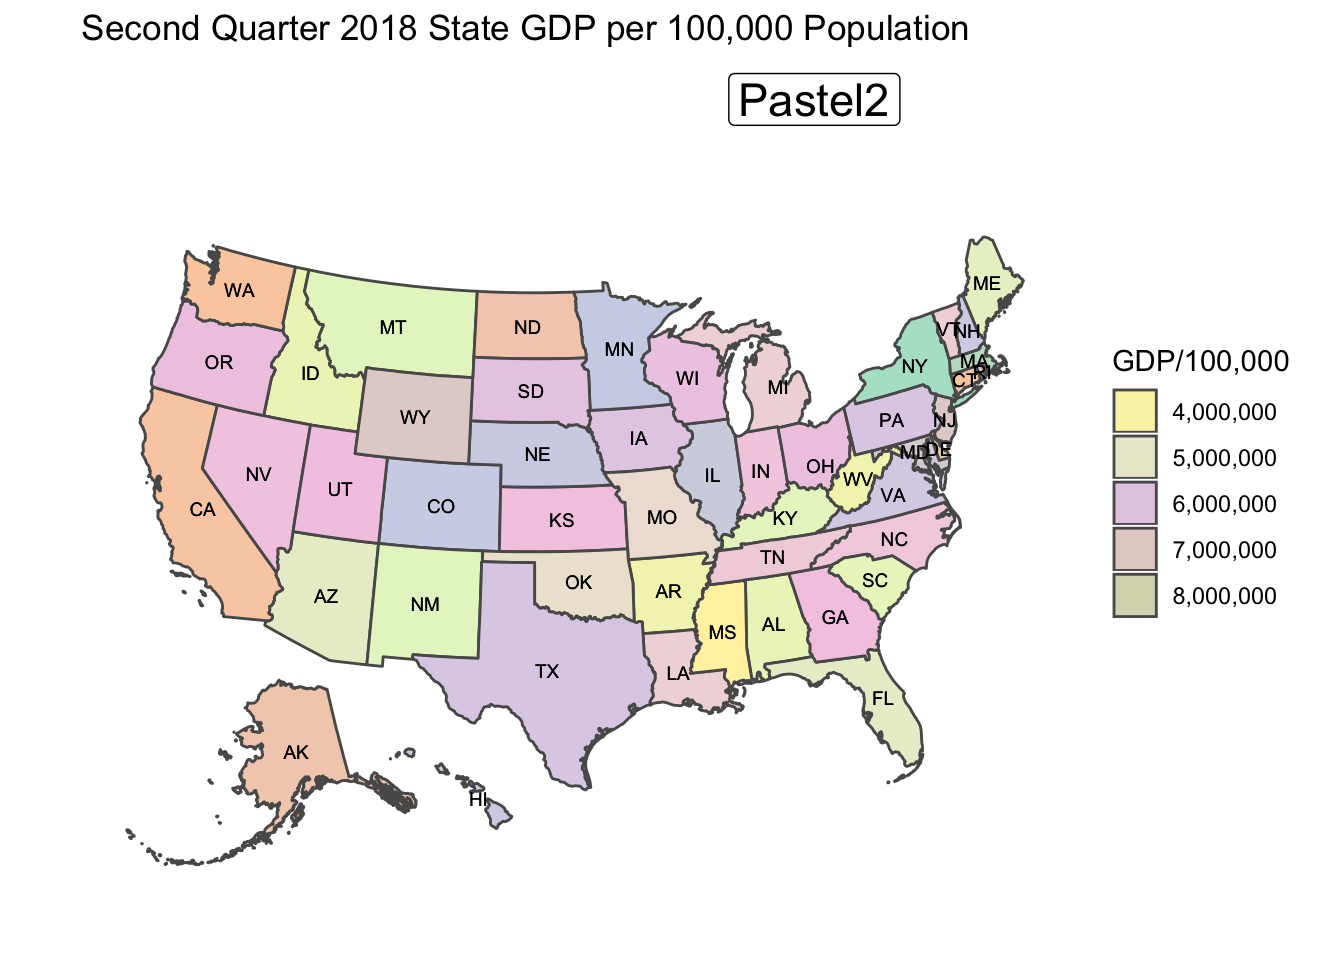 Second Quarter 2018 State GDP per 100,000 Population
Pastel2
WA
MT
ND
MN
ME
OR
ID
SD
WI
MI
NY
VT
NH
MA
CT
RI
WY
NE
IA
PA
NJ
NV
UT
CO
KS
MO
IL
IN
OH
WV
MD
DE
VA
CA
KY
NC
AZ
NM
OK
AR
TN
SC
TX
LA
MS
AL
GA
FL
AK
HI
GDP/100,000
4,000,000
5,000,000
6,000,000
7,000,000
8,000,000